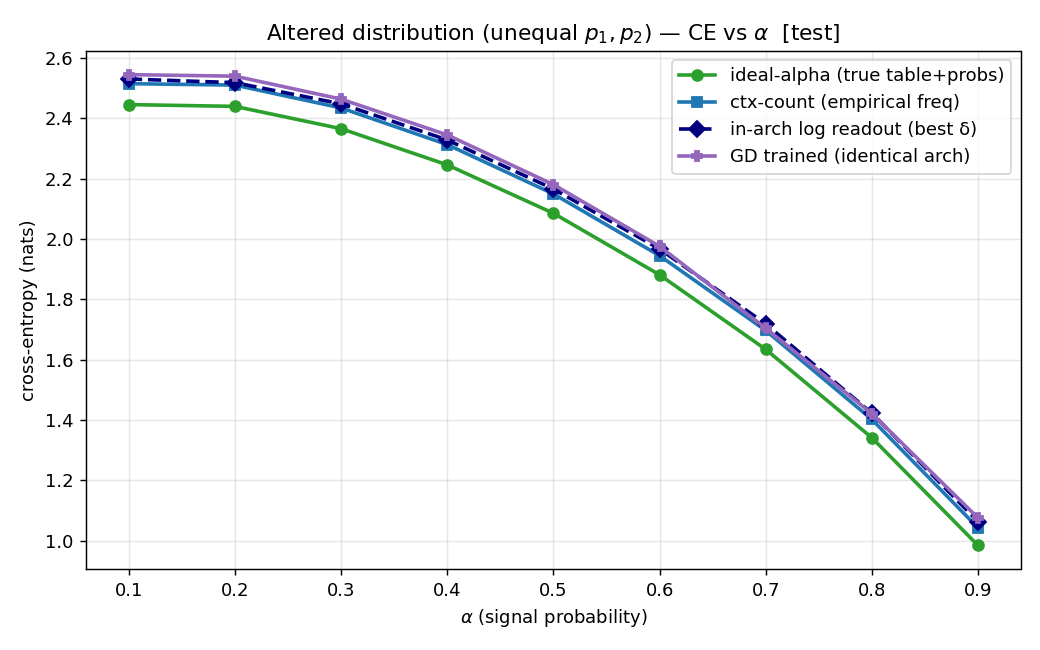 Altered distribution (unequal p₁, p₂) — CE vs α [test]
2.6
2.4
2.2
2.0
1.8
1.6
1.4
1.2
1.0
cross-entropy (nats)
ideal-alpha (true table+probs)
ctx-count (empirical freq)
in-arch log readout (best δ)
GD trained (identical arch)
0.1 0.2 0.3 0.4 0.5 0.6 0.7 0.8 0.9
α (signal probability)